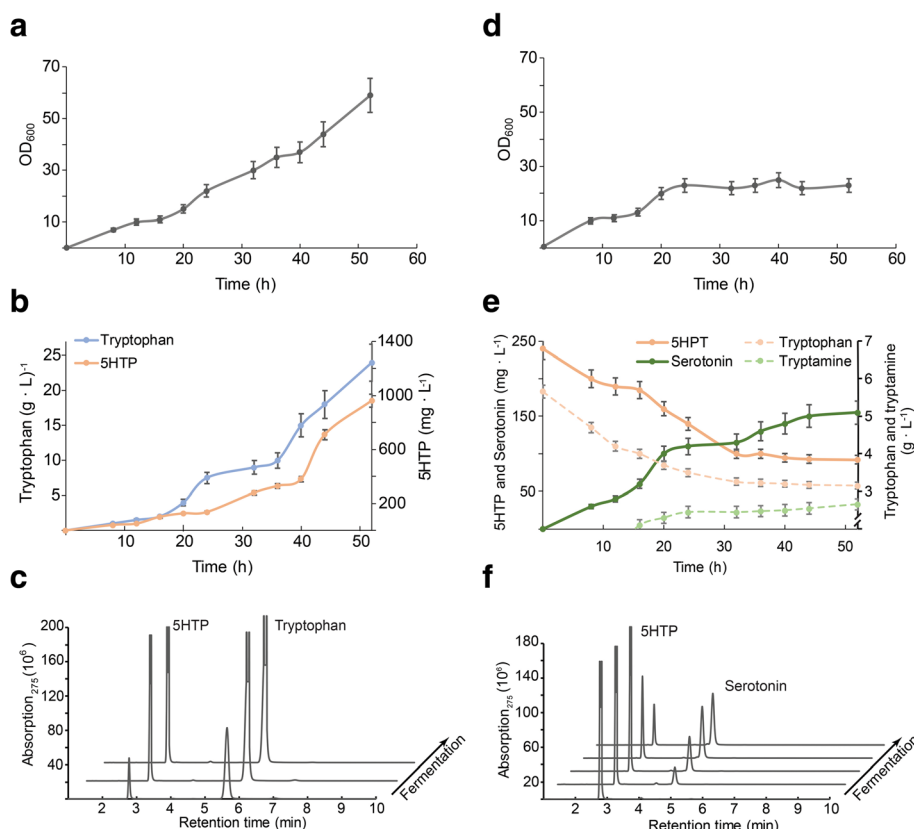 a
70
50
30
10
OD600
10 20 30 40 50 60
Time (h)
b
Tryptophan
5HTP
25
20
15
10
5
Tryptophan (g · L)-1
1400
1000
600
200
5HTP (mg · L-1)
10 20 30 40 50
Time (h)
c
5HTP
Tryptophan
200
160
120
80
40
Absorption275 (10⁶)
2 3 4 5 6 7 8 9 10
Retention time (min)
Fermentation
d
70
50
30
10
OD600
10 20 30 40 50 60
Time (h)
e
5HPT
Serotonin
Tryptophan
Tryptamine
250
150
50
5HTP and Serotonin (mg · L-1)
7
6
5
4
3
Tryptophan and tryptamine
(g · L-1)
10 20 30 40 50
Time (h)
f
5HTP
Serotonin
180
140
100
60
20
Absorption275 (10⁶)
2 3 4 5 6 7 8 9 10
Retention time (min)
Fermentation